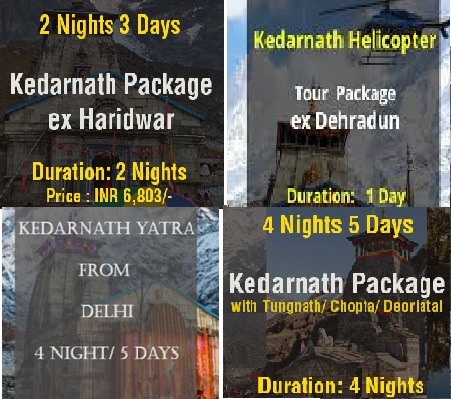 2 Nights 3 Days
Kedarnath Package
ex Haridwar
Duration: 2 Nights
Price : INR 6,803/-
Kedarnath Helicopter
Tour Package
ex Dehradun
Duration: 1 Day
KEDARNATH YATRA
FROM
DELHI
4 NIGHT/ 5 DAYS
4 Nights 5 Days
Kedarnath Package
with Tungnath/ Chopta/ Deoriatal
Duration: 4 Nights